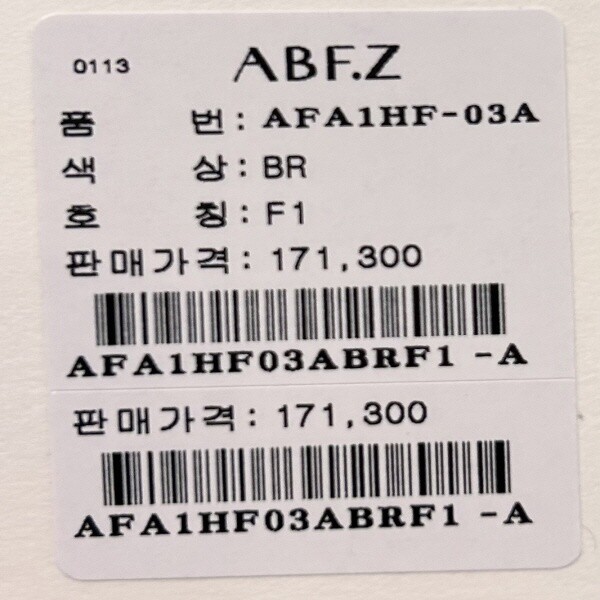 0113 ABF.Z
품 번 : AFA1HF-03A
색 상 : BR
호 칭 : F1
판매가격 : 171,300
AFA1HF03ABRF1 -A
판매가격 : 171,300
AFA1HF03ABRF1 -A